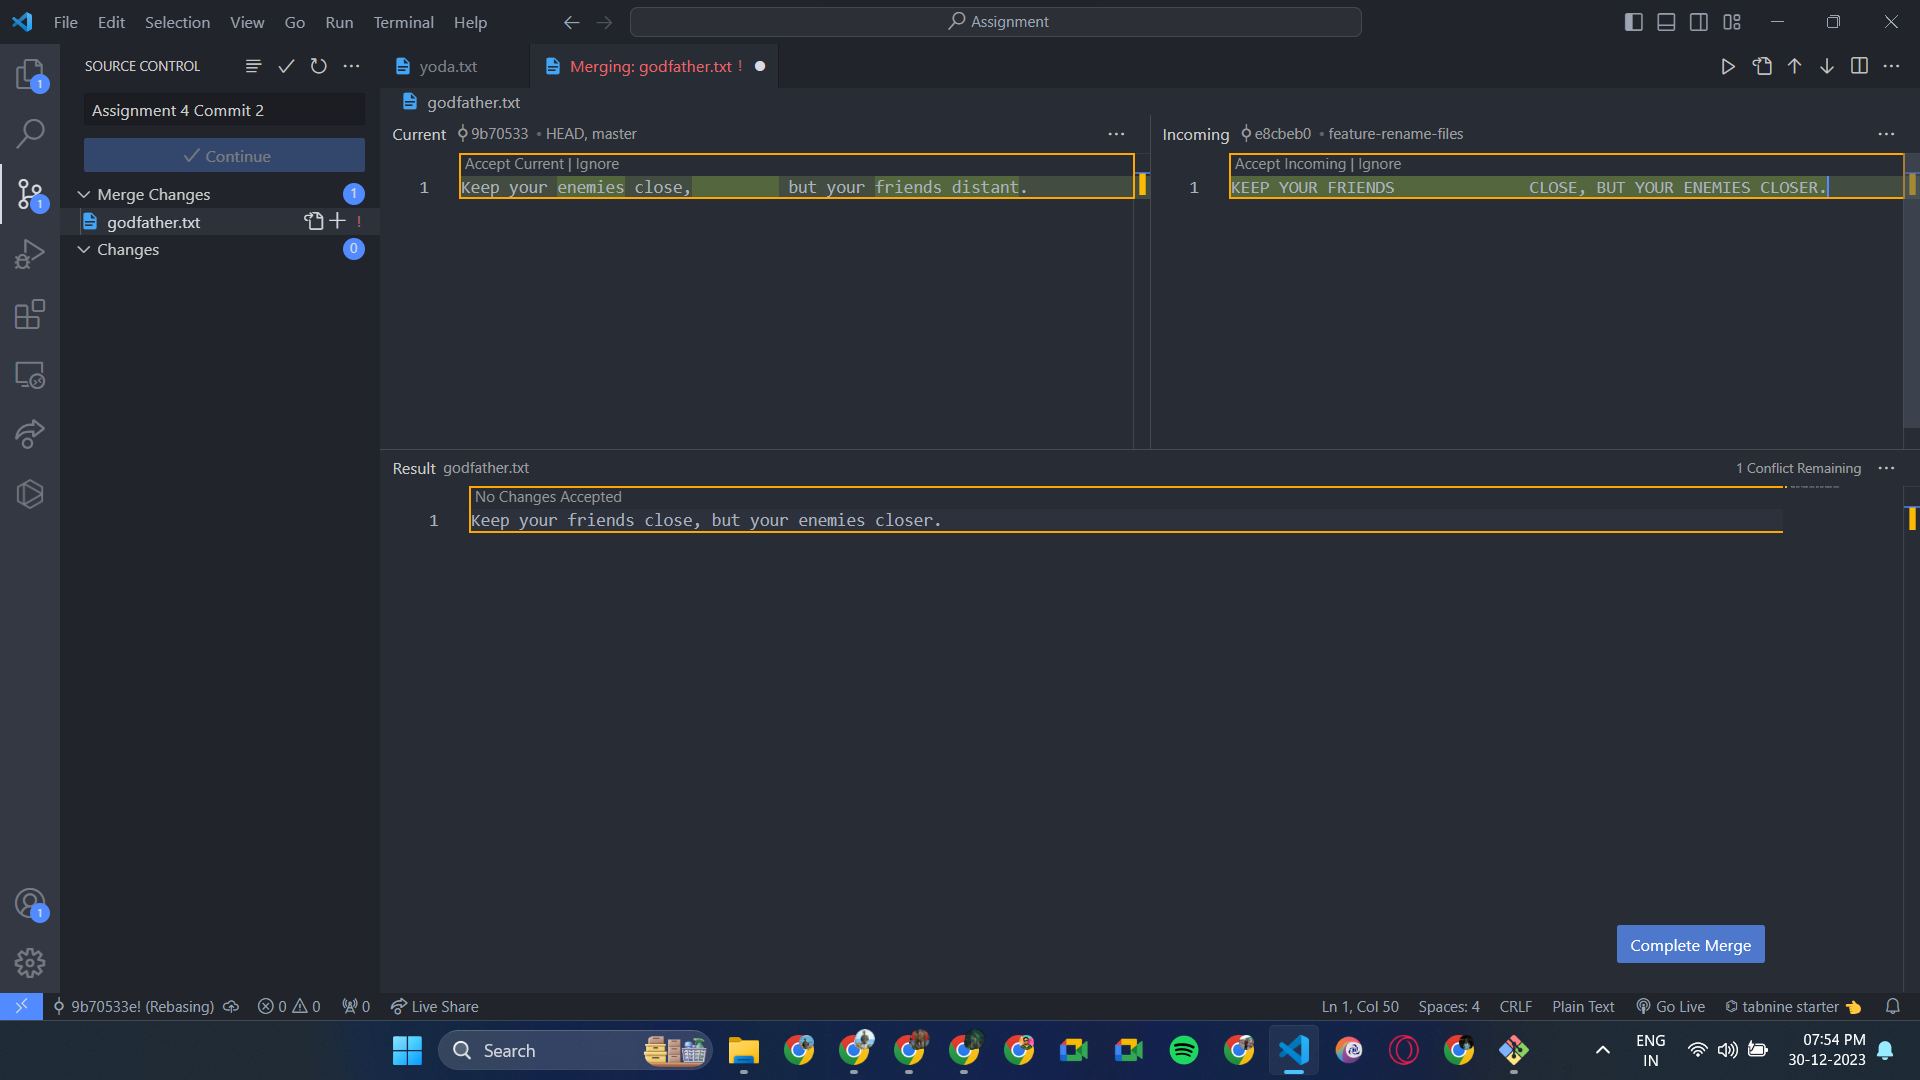 File Edit Selection View Go Run Terminal Help
Assignment
SOURCE CONTROL
yoda.txt
Merging: godfather.txt !
1
Assignment 4 Commit 2
Continue
Merge Changes 1
godfather.txt !
Changes 0
1
1
godfather.txt
Current 9b70533 • HEAD, master
Accept Current | Ignore
1 Keep your enemies close, but your friends distant.
Incoming e8cbeb0 • feature-rename-files
Accept Incoming | Ignore
1 KEEP YOUR FRIENDS CLOSE, BUT YOUR ENEMIES CLOSER.
Result godfather.txt
1 Conflict Remaining
No Changes Accepted
1 Keep your friends close, but your enemies closer.
Complete Merge
9b70533e! (Rebasing) 0 0 0 Live Share
Ln 1, Col 50 Spaces: 4 CRLF Plain Text Go Live tabnine starter
Search
ENG
IN
07:54 PM
30-12-2023